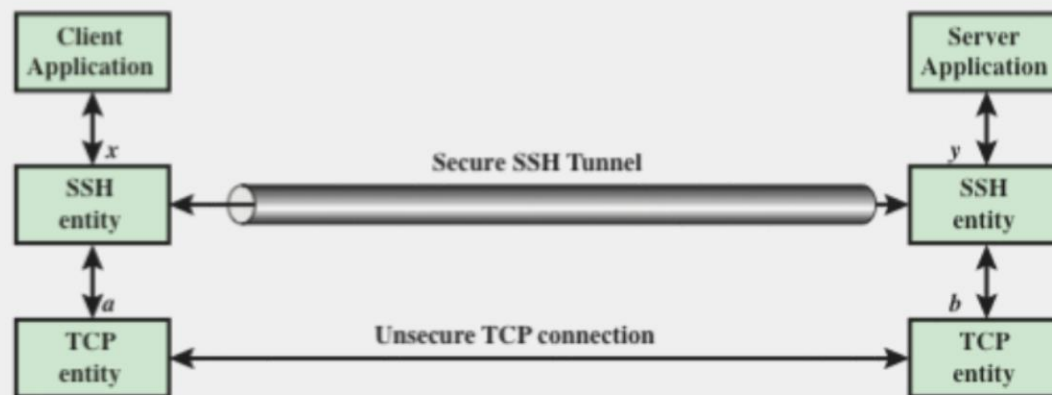 Client
Application
Server
Application
x
y
Secure SSH Tunnel
SSH
entity
SSH
entity
a
b
Unsecure TCP connection
TCP
entity
TCP
entity